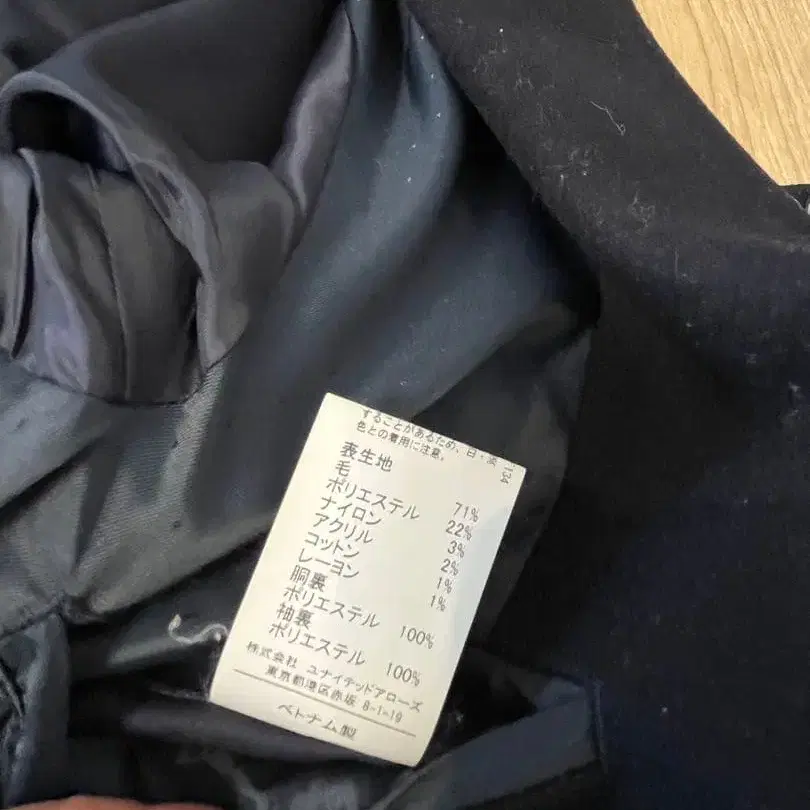 することがあるため、白・淡
色との着用に注意。
134
表生地
毛 71%
ポリエステル 22%
ナイロン 3%
アクリル 2%
コットン 1%
レーヨン 1%
胴裏
ポリエステル 100%
袖裏
ポリエステル 100%
株式会社 ユナイテッドアローズ
東京都港区赤坂 8-1-19
ベトナム製